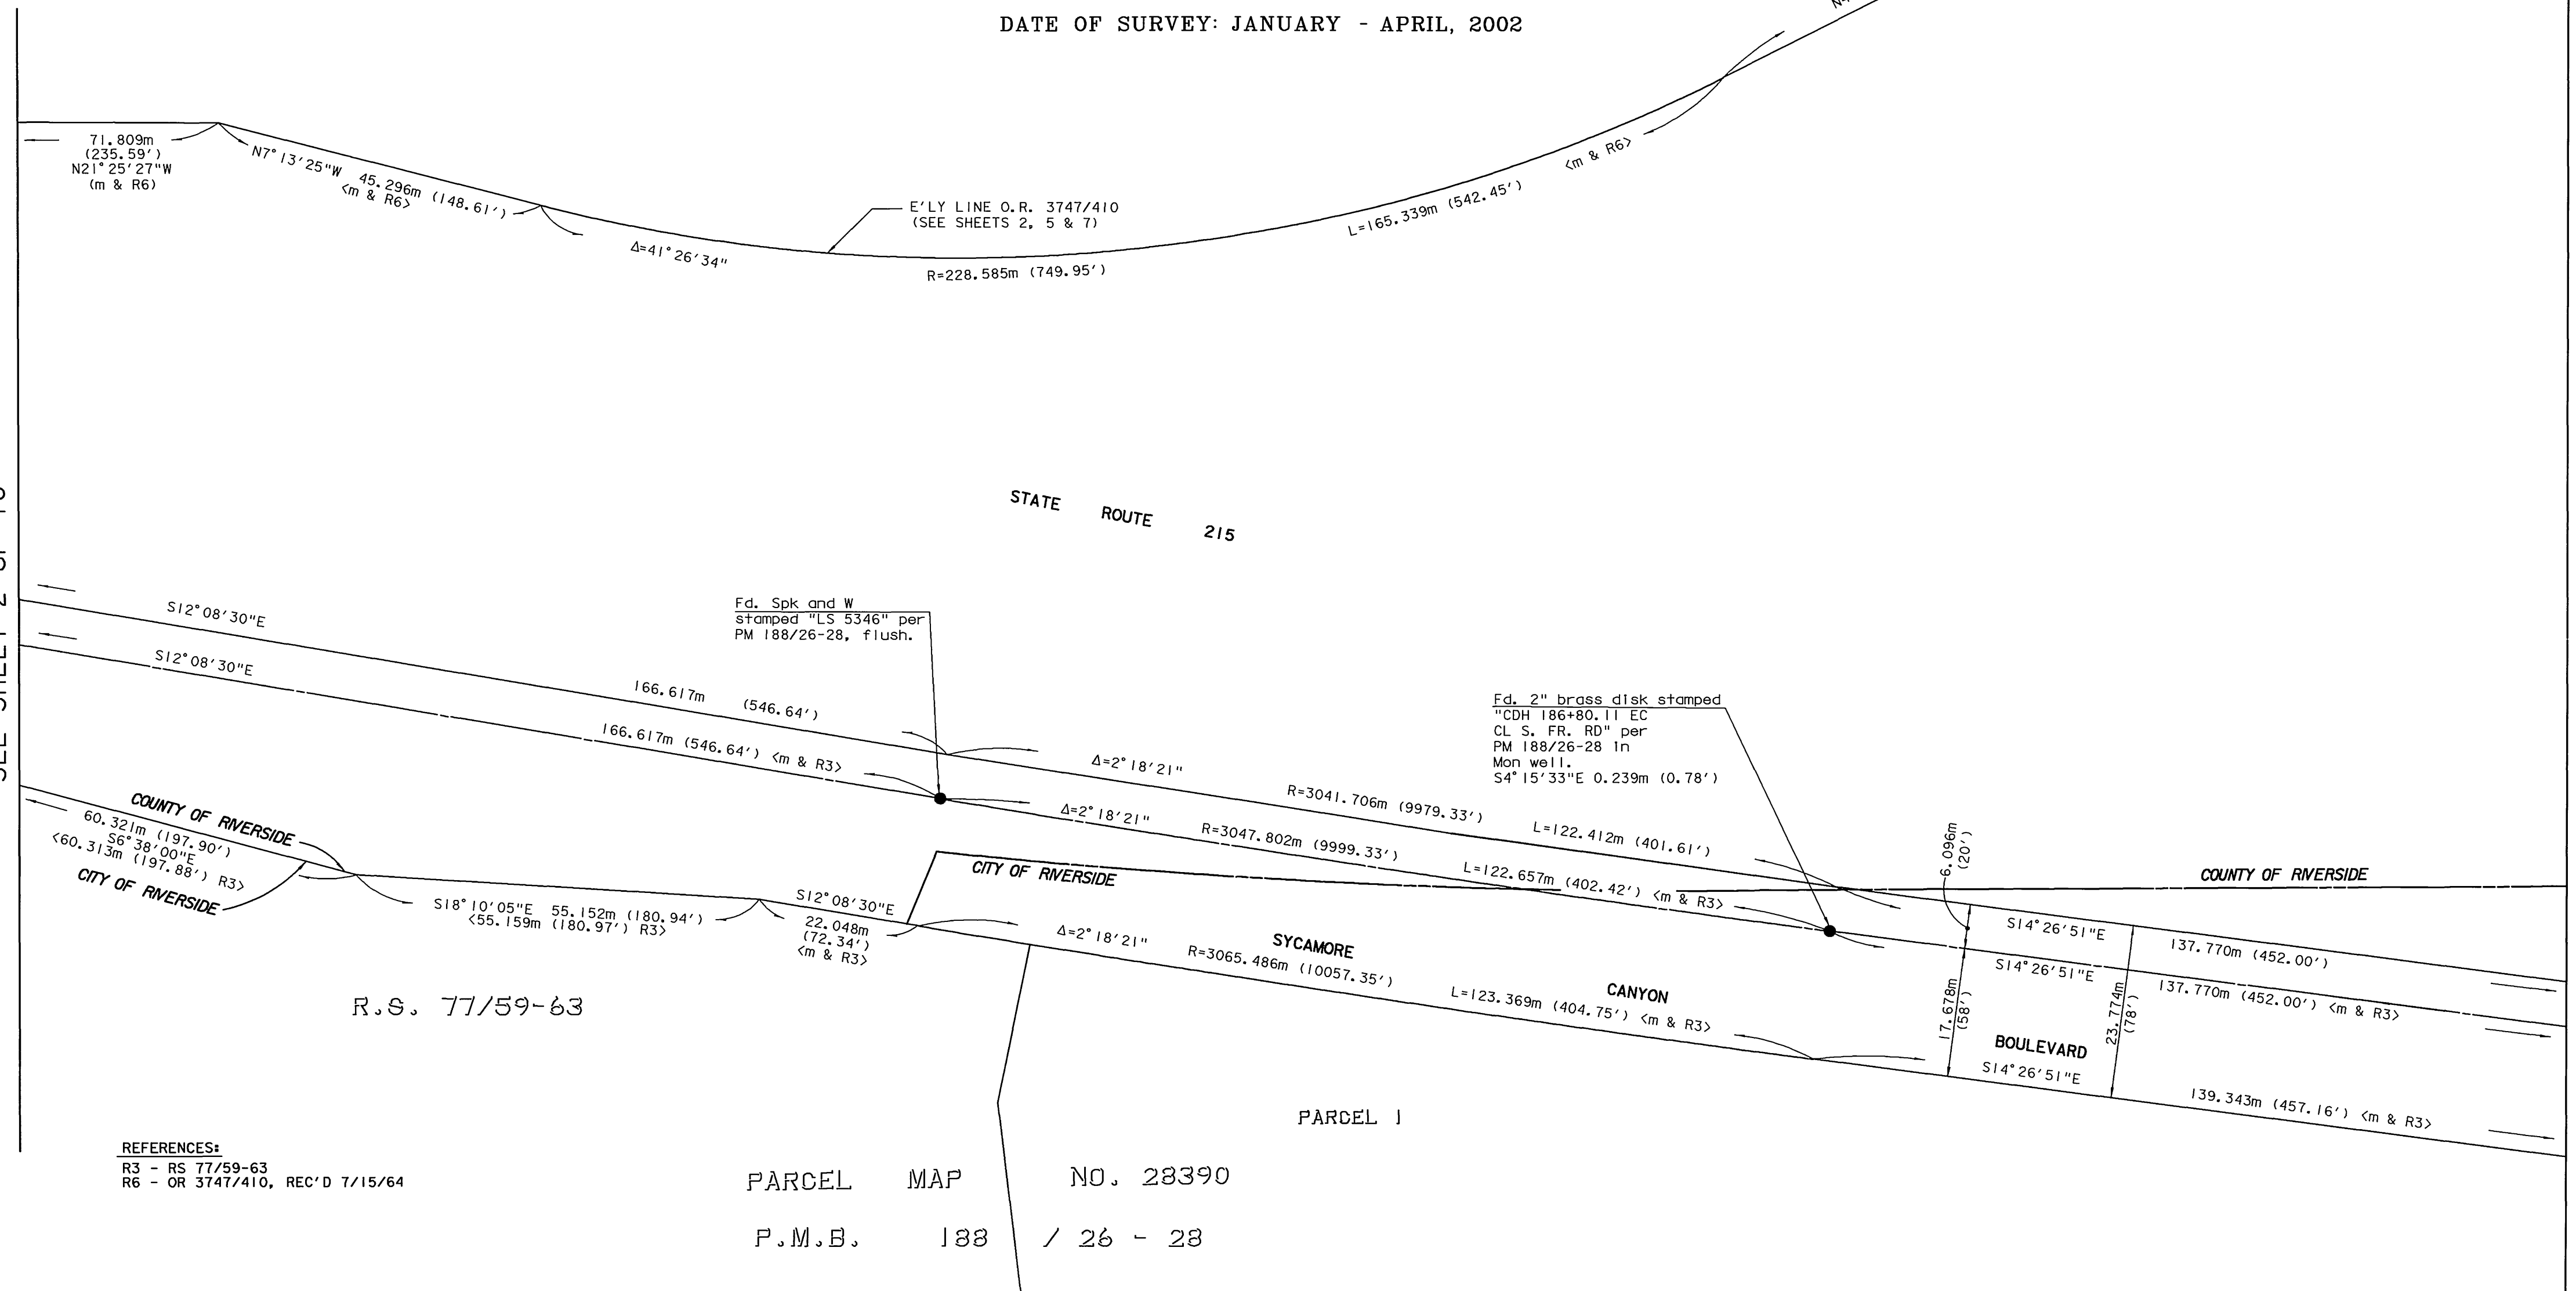 DATE OF SURVEY: JANUARY - APRIL, 2002
71.809m
(235.59')
N21°25'27"W
(m & R6)
N7°13'25"W 45.296m (148.61')
<m & R6>
Δ=41°26'34"
E'LY LINE O.R. 3747/410
(SEE SHEETS 2, 5 & 7)
R=228.585m (749.95')
L=165.339m (542.45')
<m & R6>
STATE ROUTE 215
S12°08'30"E
166.617m (546.64')
Δ=2°18'21"
R=3041.706m (9979.33')
L=122.412m (401.61')
S12°08'30"E
166.617m (546.64') <m & R3>
Δ=2°18'21"
R=3047.802m (9999.33')
L=122.657m (402.42') <m & R3>
Fd. Spk and W
stamped "LS 5346" per
PM 188/26-28, flush.
Fd. 2" brass disk stamped
"CDH 186+80.11 EC
CL S. FR. RD" per
PM 188/26-28 in
Mon well.
S4°15'33"E 0.239m (0.78')
6.096m
(20')
COUNTY OF RIVERSIDE
60.321m (197.90')
S6°38'00"E
<60.313m (197.88') R3>
CITY OF RIVERSIDE
S18°10'05"E 55.152m (180.94')
<55.159m (180.97') R3>
S12°08'30"E
22.048m
(72.34')
<m & R3>
CITY OF RIVERSIDE
COUNTY OF RIVERSIDE
Δ=2°18'21"
R=3065.486m (10057.35')
L=123.369m (404.75') <m & R3>
SYCAMORE CANYON BOULEVARD
S14°26'51"E
137.770m (452.00')
S14°26'51"E
137.770m (452.00') <m & R3>
17.678m
(58')
23.774m
(78')
S14°26'51"E
139.343m (457.16') <m & R3>
R.S. 77/59-63
PARCEL 1
PARCEL MAP NO. 28390
P.M.B. 188 / 26 - 28
REFERENCES:
R3 - RS 77/59-63
R6 - OR 3747/410, REC'D 7/15/64